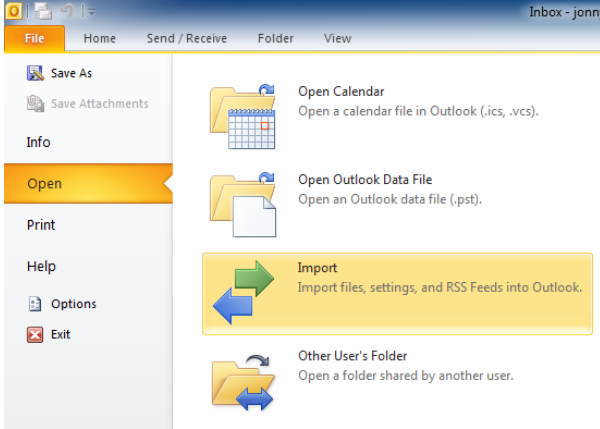 Inbox - jonn
File Home Send / Receive Folder View
Save As
Save Attachments
Info
Open
Print
Help
Options
Exit
Open Calendar
Open a calendar file in Outlook (.ics, .vcs).
Open Outlook Data File
Open an Outlook data file (.pst).
Import
Import files, settings, and RSS Feeds into Outlook.
Other User's Folder
Open a folder shared by another user.